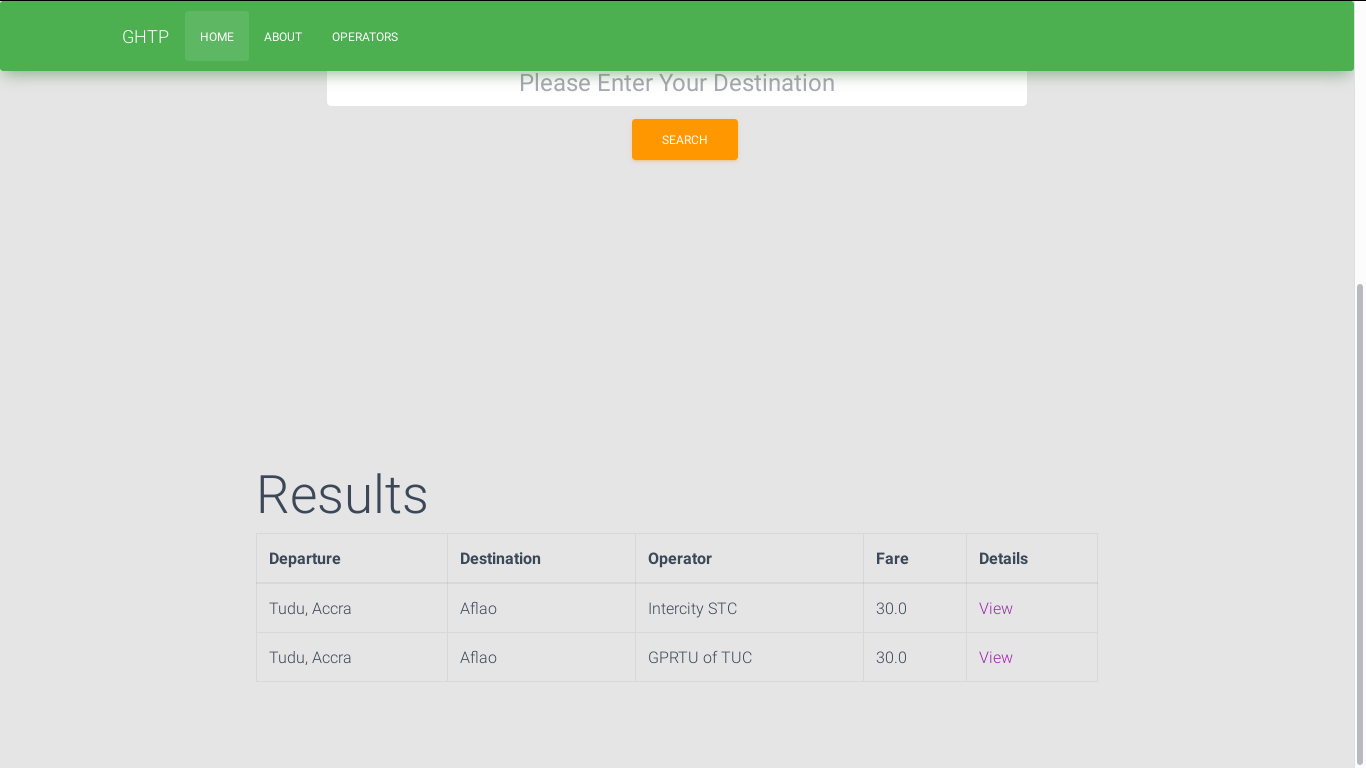 GHTP HOME ABOUT OPERATORS
Please Enter Your Destination
SEARCH
Results
Departure Destination Operator Fare Details
Tudu, Accra Aflao Intercity STC 30.0 View
Tudu, Accra Aflao GPRTU of TUC 30.0 View